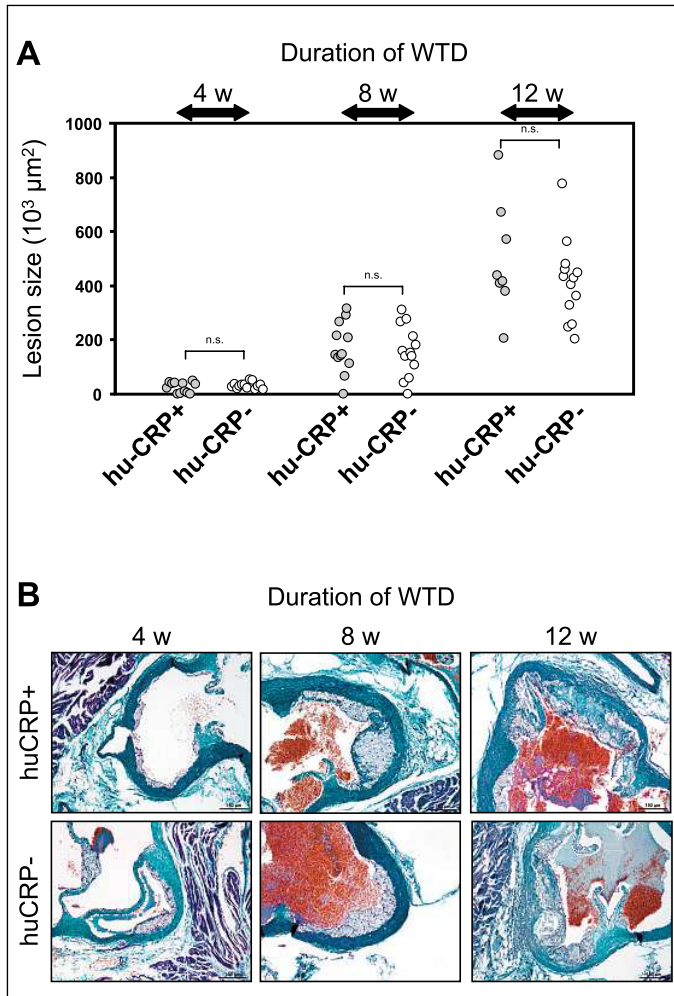 A
Duration of WTD
4 w 8 w 12 w
Lesion size (10³ µm²)
1000
800
600
400
200
0
n.s. n.s. n.s.
hu-CRP+ hu-CRP- hu-CRP+ hu-CRP- hu-CRP+ hu-CRP-
B
Duration of WTD
4 w 8 w 12 w
huCRP+
huCRP-